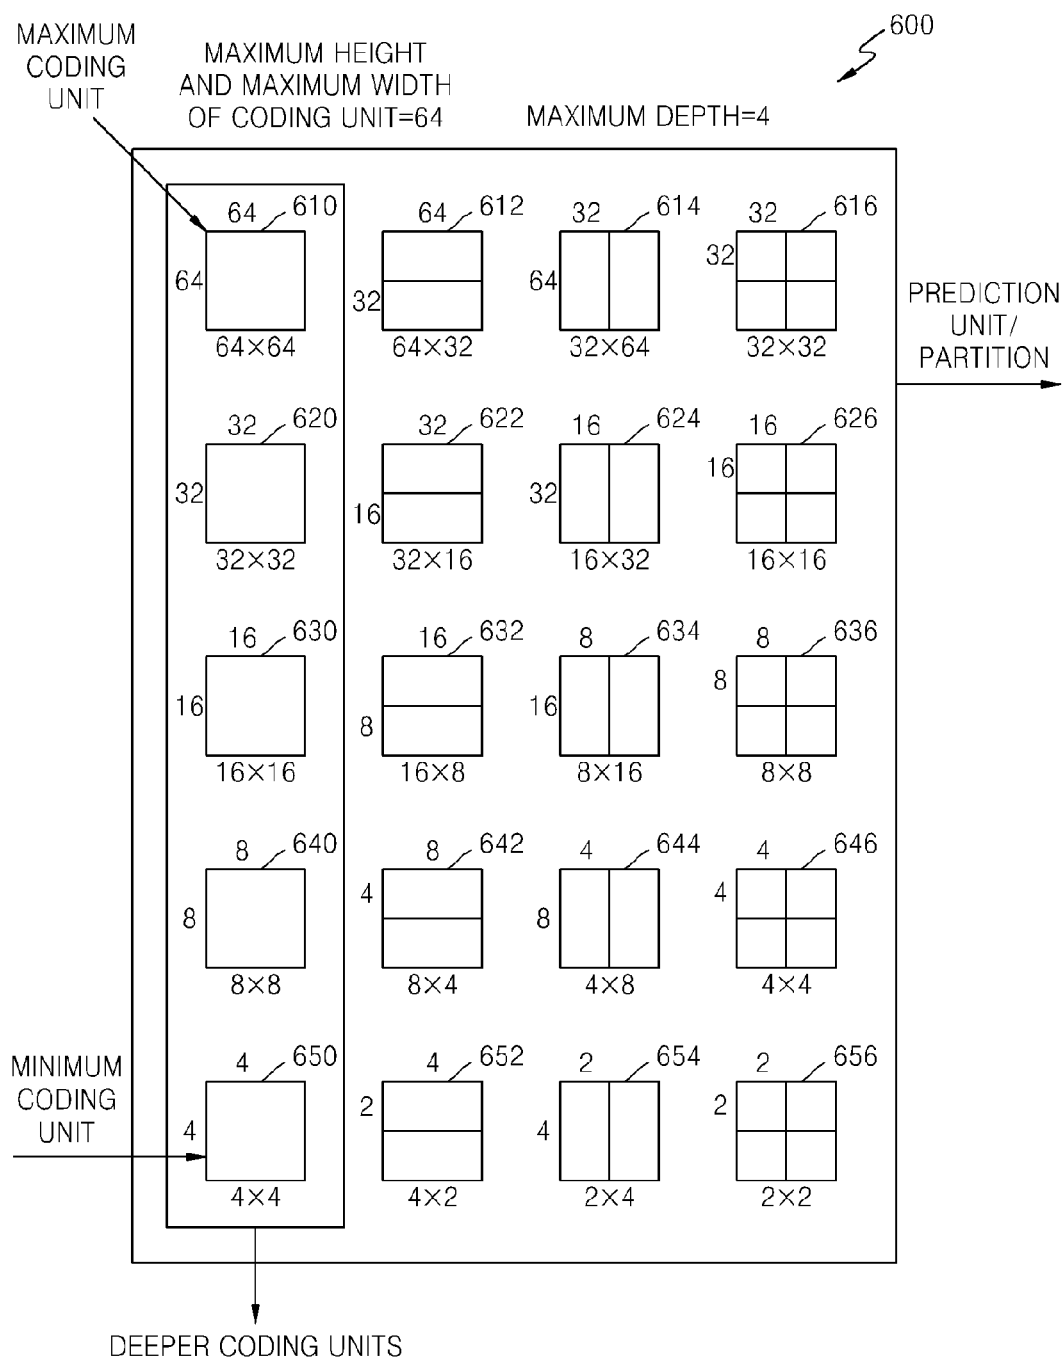 600
MAXIMUM
CODING
UNIT
MAXIMUM HEIGHT
AND MAXIMUM WIDTH
OF CODING UNIT=64
MAXIMUM DEPTH=4
64 610 64 612 32 614 32 616
64 32 64 32
64×64 64×32 32×64 32×32
PREDICTION
UNIT/
PARTITION
32 620 32 622 16 624 16 626
32 16 32 16
32×32 32×16 16×32 16×16
16 630 16 632 8 634 8 636
16 8 16 8
16×16 16×8 8×16 8×8
8 640 8 642 4 644 4 646
8 4 8 4
8×8 8×4 4×8 4×4
MINIMUM
CODING
UNIT
4 650 4 652 2 654 2 656
4 2 4 2
4×4 4×2 2×4 2×2
DEEPER CODING UNITS